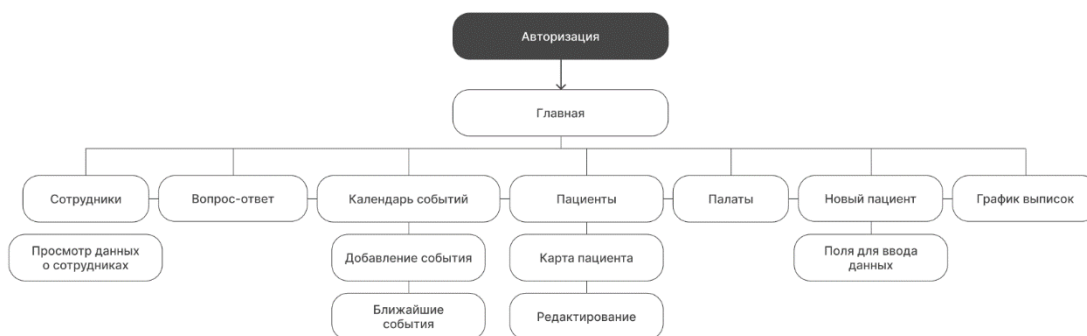 Авторизация
Главная
Сотрудники
Вопрос-ответ
Календарь событий
Пациенты
Палаты
Новый пациент
График выписок
Просмотр данных
о сотрудниках
Добавление события
Карта пациента
Поля для ввода
данных
Ближайшие
события
Редактирование